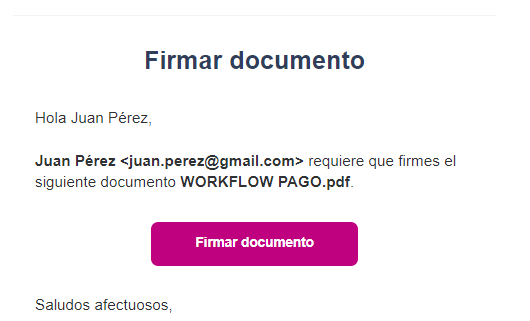 Firmar documento
Hola Juan Pérez,
Juan Pérez <juan.perez@gmail.com> requiere que firmes el
siguiente documento WORKFLOW PAGO.pdf.
Firmar documento
Saludos afectuosos,